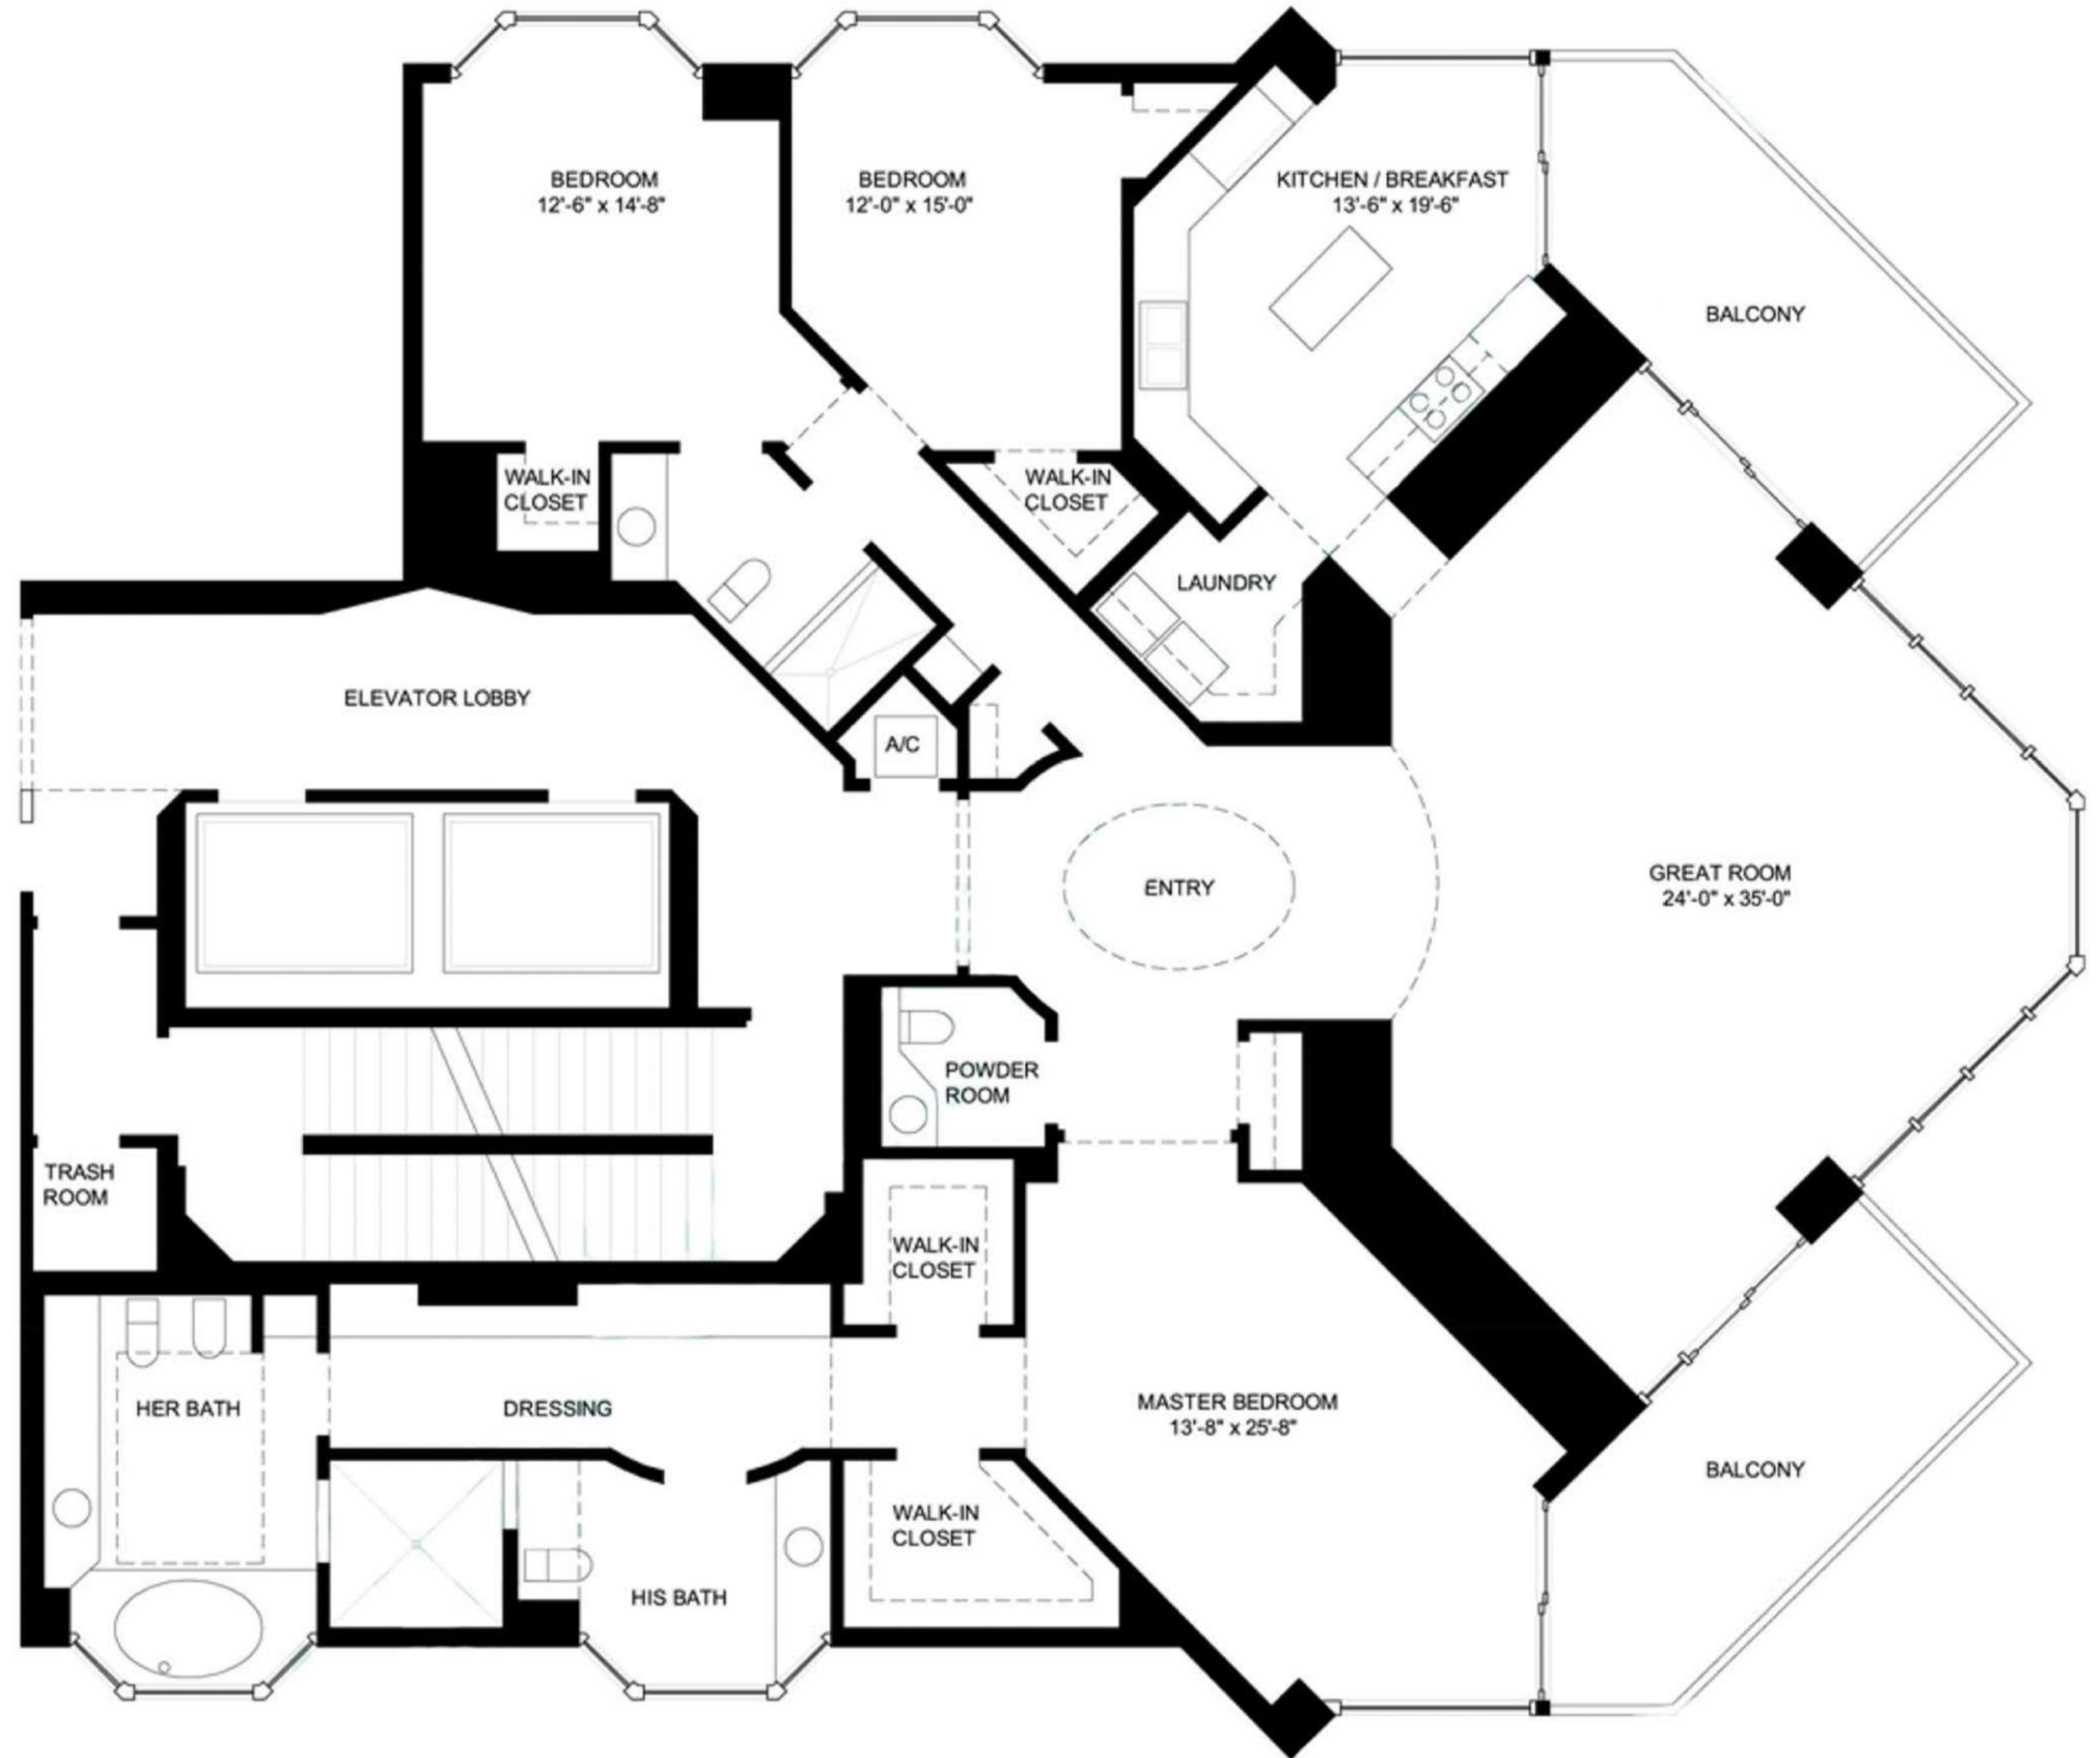 BEDROOM
12'-6" x 14'-8"
BEDROOM
12'-0" x 15'-0"
KITCHEN / BREAKFAST
13'-6" x 19'-6"
BALCONY
WALK-IN
CLOSET
WALK-IN
CLOSET
LAUNDRY
ELEVATOR LOBBY
A/C
ENTRY
GREAT ROOM
24'-0" x 35'-0"
POWDER
ROOM
TRASH
ROOM
WALK-IN
CLOSET
HER BATH
DRESSING
MASTER BEDROOM
13'-8" x 25'-8"
BALCONY
WALK-IN
CLOSET
HIS BATH